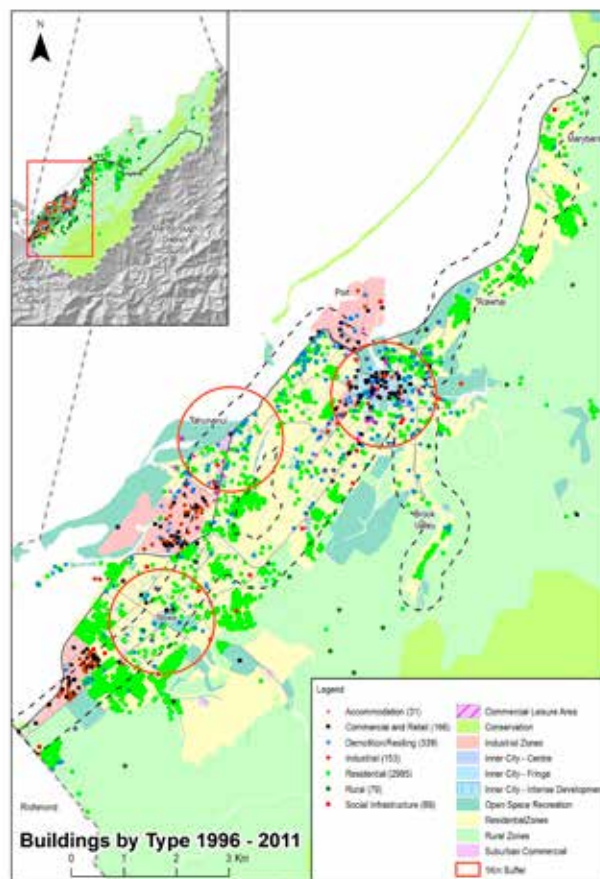 N
Marybank
Atawhai
Port
Tahunanui
Brook
Valley
Stoke
Richmond
Buildings by Type 1996 - 2011
0 1 2 3 Km
Legend
Accommodation (31)
Commercial and Retail (166)
Demolition/Resiting (339)
Industrial (153)
Residential (2985)
Rural (79)
Social Infrastructure (89)
Commercial Leisure Area
Conservation
Industrial Zones
Inner City - Centre
Inner City - Fringe
Inner City - Intense Development
Open Space Recreation
ResidentialZones
Rural Zones
Suburban Commercial
1Km Buffer